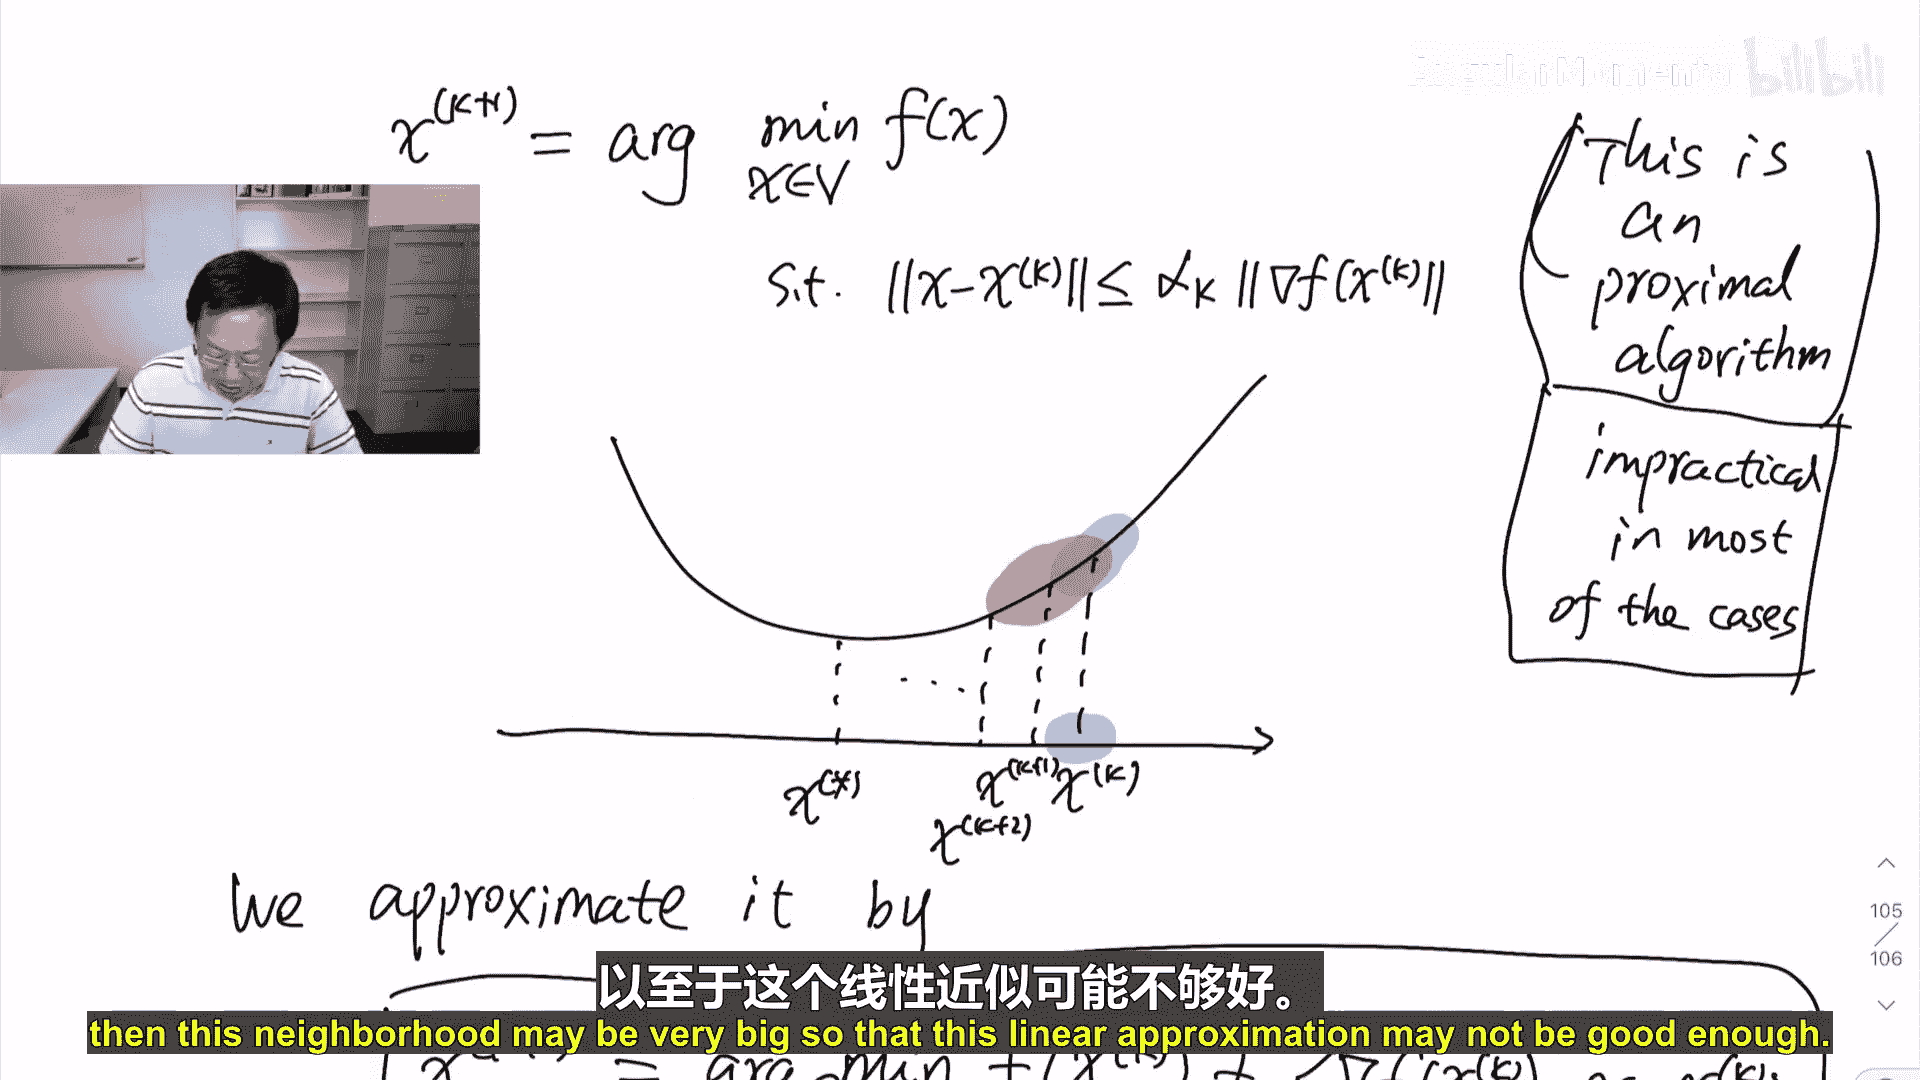 bilibili
x^(k+1) = arg min f(x)
x∈V
s.t. ||x-x^(k)|| ≤ α_k ||∇f(x^(k)||
This is
an
proximal
algorithm
impractical
in most
of the cases
x^(*) x^(k+1) x^(k)
x^(k+2)
We approximate it by
105
106
以至于这个线性近似可能不够好。
then this neighborhood may be very big so that this linear approximation may not be good enough.